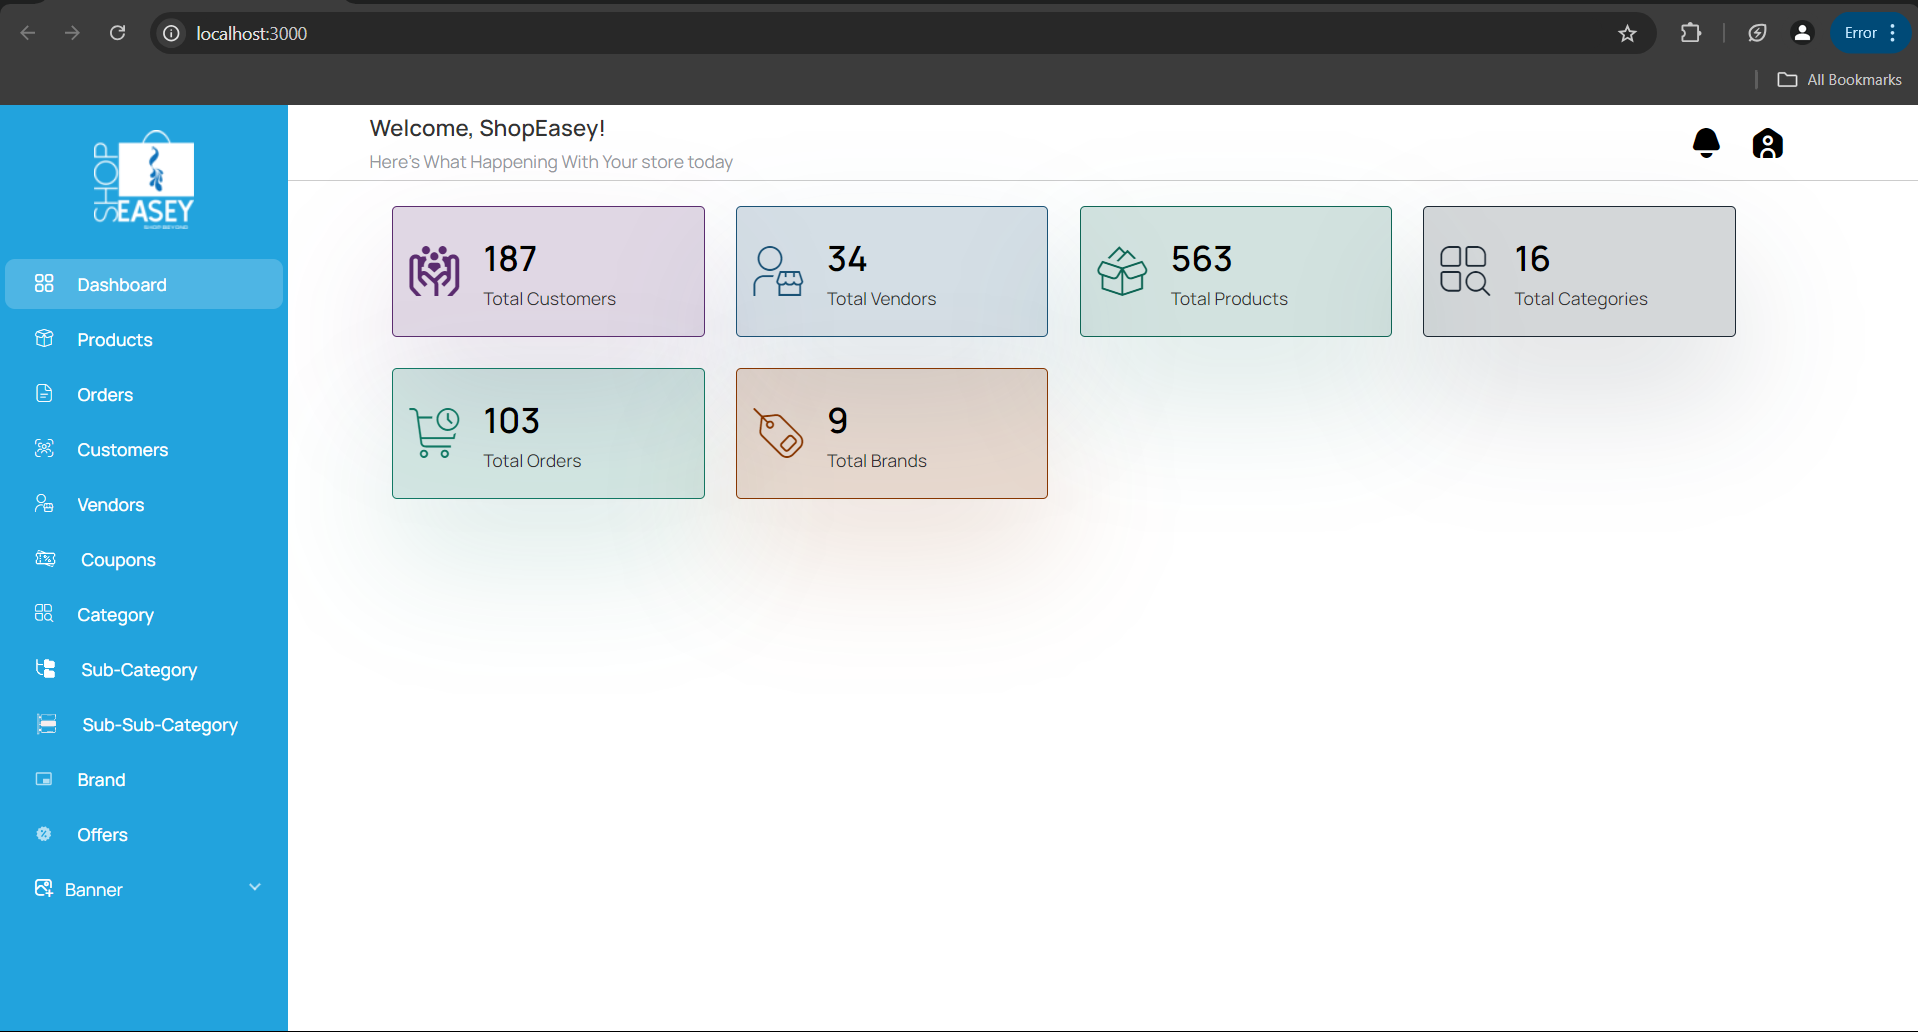 localhost:3000
Error
All Bookmarks
SHOP
EASEY
Welcome, ShopEasey!
Here's What Happening With Your store today
187
Total Customers
34
Total Vendors
563
Total Products
16
Total Categories
103
Total Orders
9
Total Brands
Dashboard
Products
Orders
Customers
Vendors
Coupons
Category
Sub-Category
Sub-Sub-Category
Brand
Offers
Banner